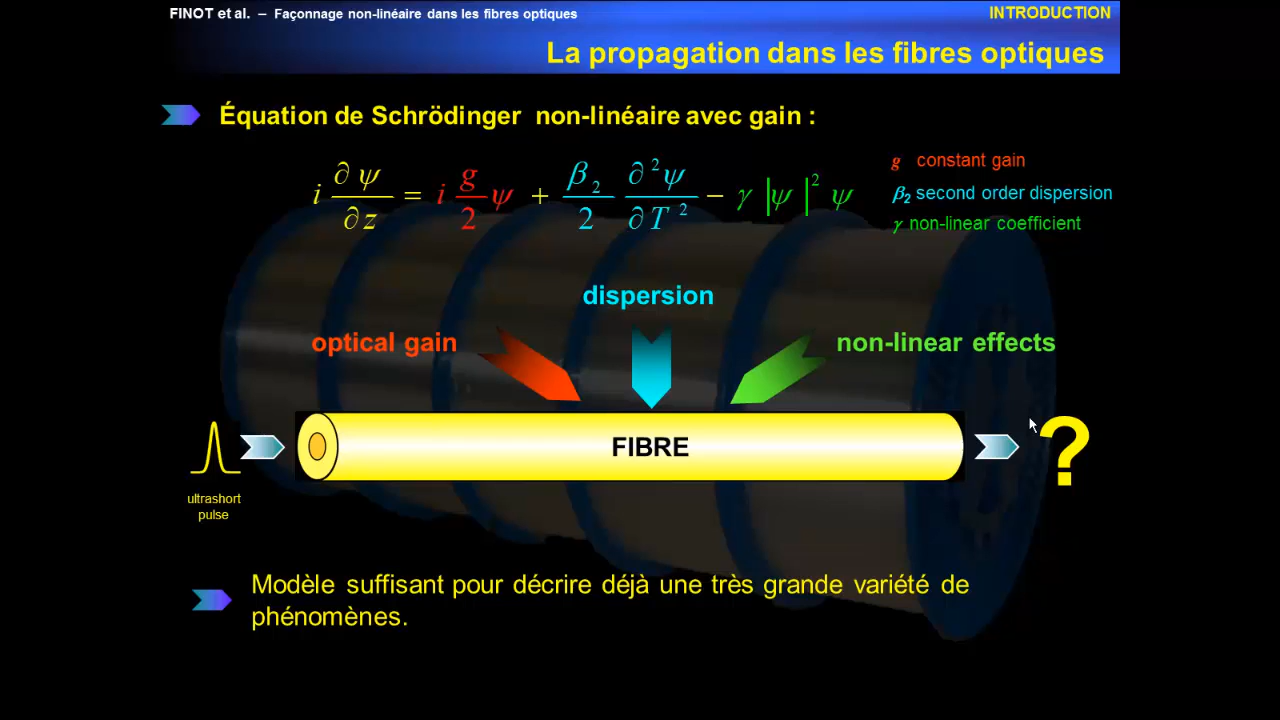 FINOT et al. – Façonnage non-linéaire dans les fibres optiques
INTRODUCTION
La propagation dans les fibres optiques
Équation de Schrödinger non-linéaire avec gain :
i ∂ψ/∂z = i g/2 ψ + β₂/2 ∂²ψ/∂T² − γ |ψ|² ψ
g constant gain
β₂ second order dispersion
γ non-linear coefficient
dispersion
optical gain
non-linear effects
FIBRE
?
ultrashort
pulse
Modèle suffisant pour décrire déjà une très grande variété de
phénomènes.